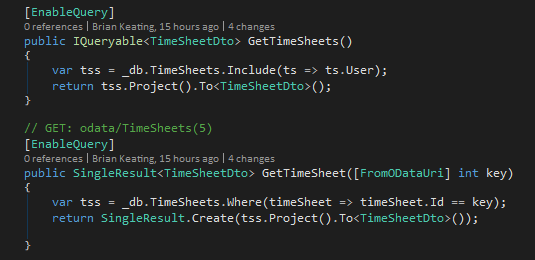 [EnableQuery]
0 references | Brian Keating, 15 hours ago | 4 changes
public IQueryable<TimeSheetDto> GetTimeSheets()
{
    var tss = _db.TimeSheets.Include(ts => ts.User);
    return tss.Project().To<TimeSheetDto>();
}
// GET: odata/TimeSheets(5)
[EnableQuery]
0 references | Brian Keating, 15 hours ago | 4 changes
public SingleResult<TimeSheetDto> GetTimeSheet([FromODataUri] int key)
{
    var tss = _db.TimeSheets.Where(timeSheet => timeSheet.Id == key);
    return SingleResult.Create(tss.Project().To<TimeSheetDto>());
}